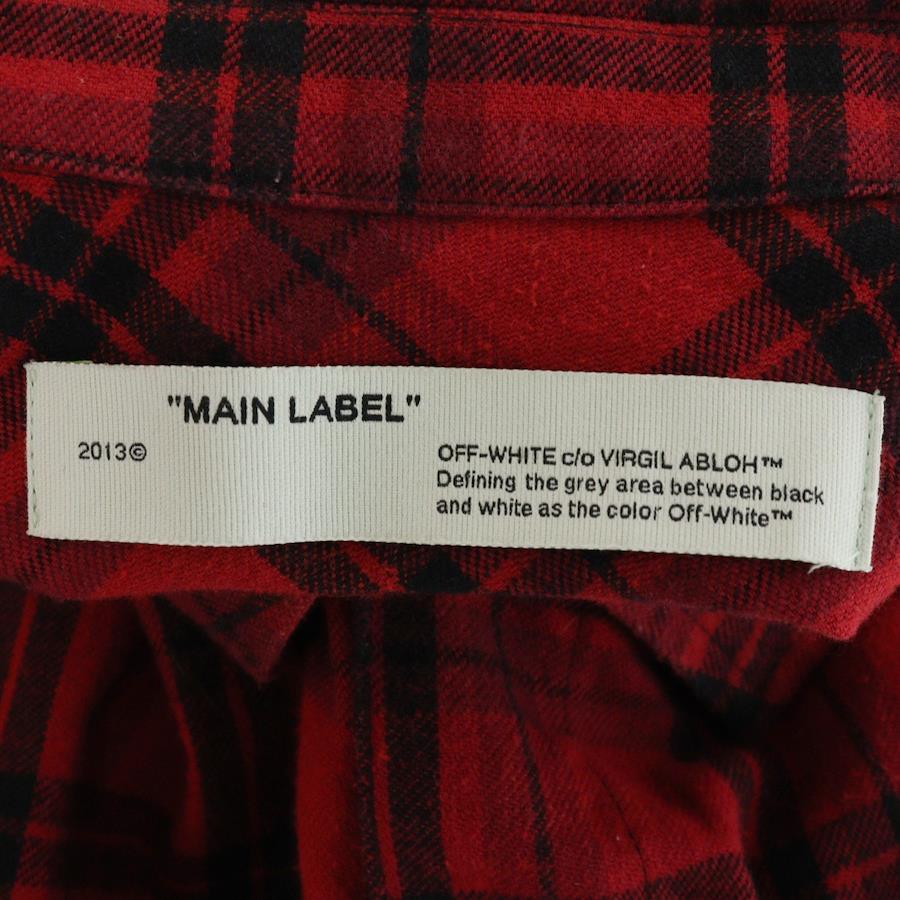 "MAIN LABEL"
2013©
OFF-WHITE c/o VIRGIL ABLOH™
Defining the grey area between black
and white as the color Off-White™